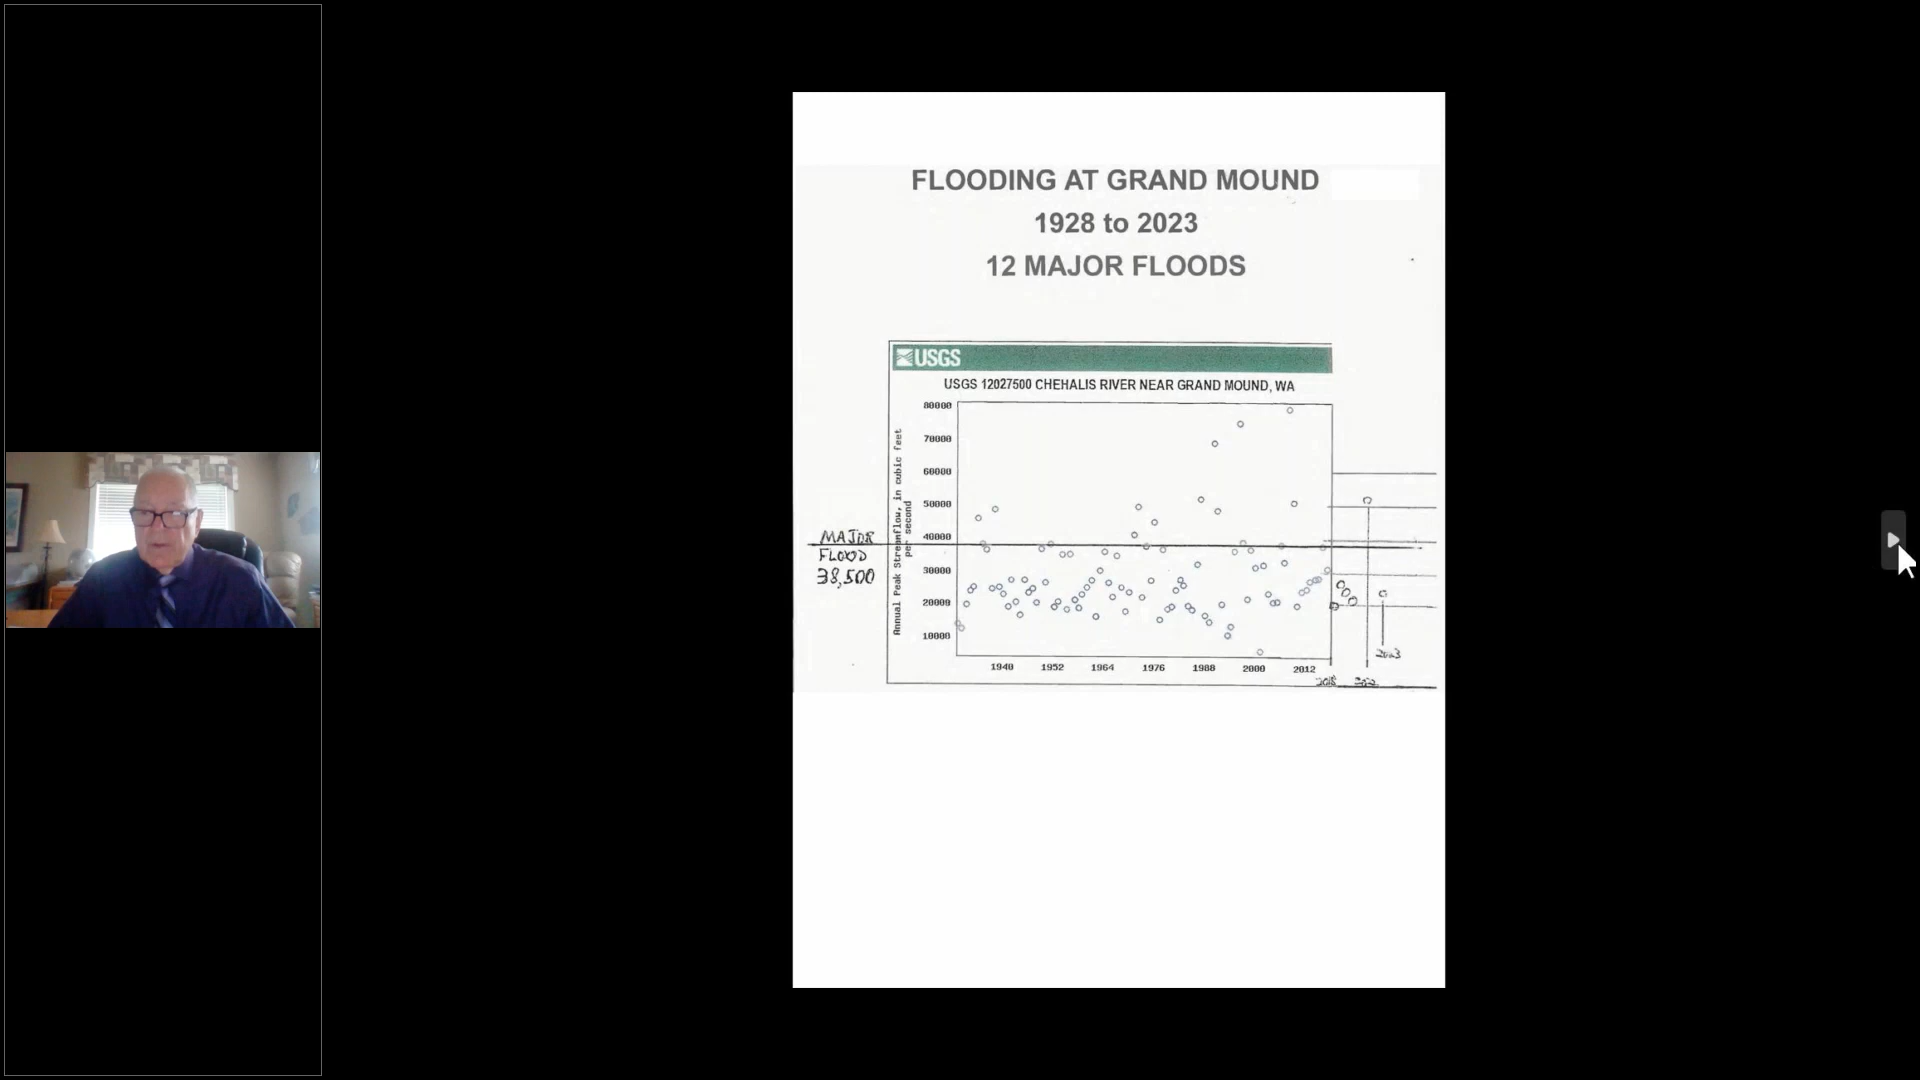 FLOODING AT GRAND MOUND
1928 to 2023
12 MAJOR FLOODS
USGS
USGS 12027500 CHEHALIS RIVER NEAR GRAND MOUND, WA
Annual Peak Streamflow, in cubic feet
per second
80000
70000
60000
50000
40000
30000
20000
10000
MAJOR
FLOOD
38,500
1940
1952
1964
1976
1988
2000
2012
2023
2018